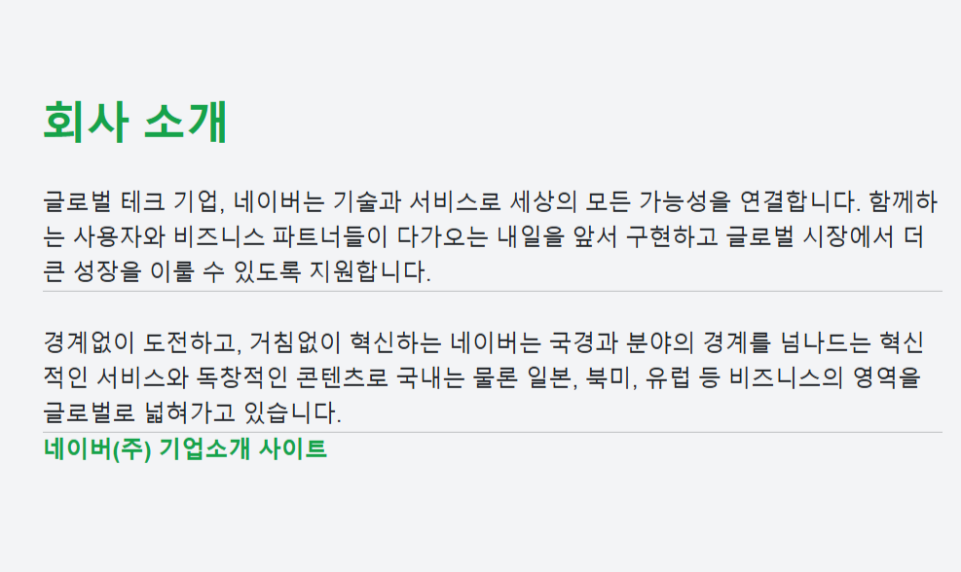 회사 소개
글로벌 테크 기업, 네이버는 기술과 서비스로 세상의 모든 가능성을 연결합니다. 함께하
는 사용자와 비즈니스 파트너들이 다가오는 내일을 앞서 구현하고 글로벌 시장에서 더
큰 성장을 이룰 수 있도록 지원합니다.
경계없이 도전하고, 거침없이 혁신하는 네이버는 국경과 분야의 경계를 넘나드는 혁신
적인 서비스와 독창적인 콘텐츠로 국내는 물론 일본, 북미, 유럽 등 비즈니스의 영역을
글로벌로 넓혀가고 있습니다.
네이버(주) 기업소개 사이트